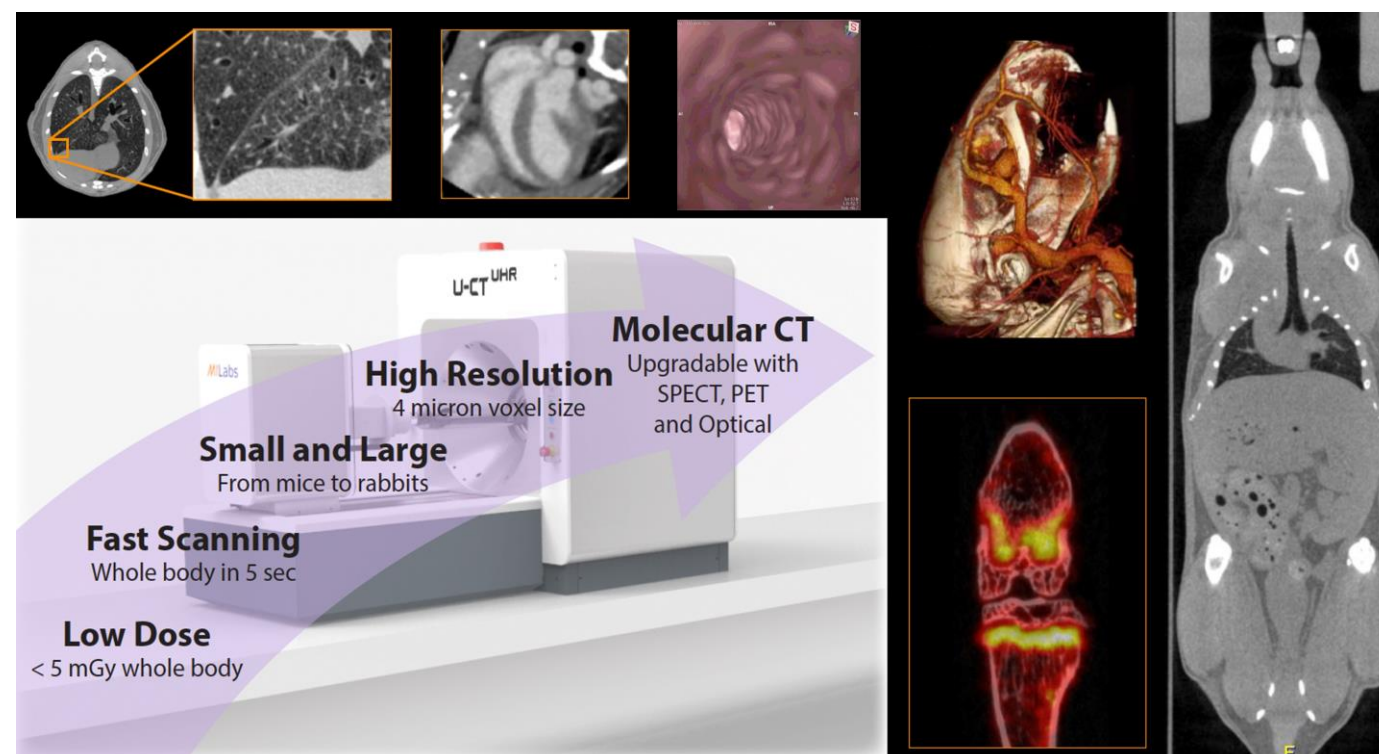 U-CT UHR
MILabs
Molecular CT
Upgradable with
SPECT, PET
and Optical
High Resolution
4 micron voxel size
Small and Large
From mice to rabbits
Fast Scanning
Whole body in 5 sec
Low Dose
< 5 mGy whole body
F